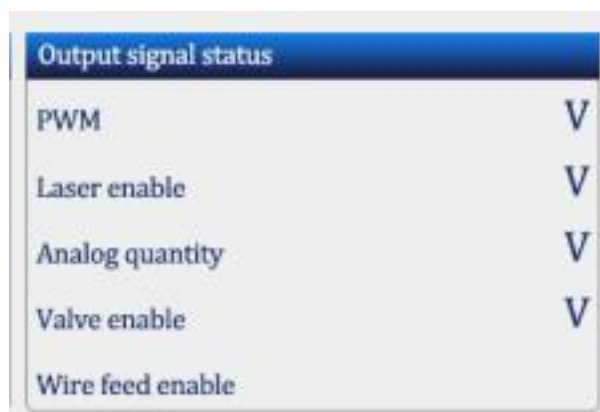 Output signal status
PWM V
Laser enable V
Analog quantity V
Valve enable V
Wire feed enable